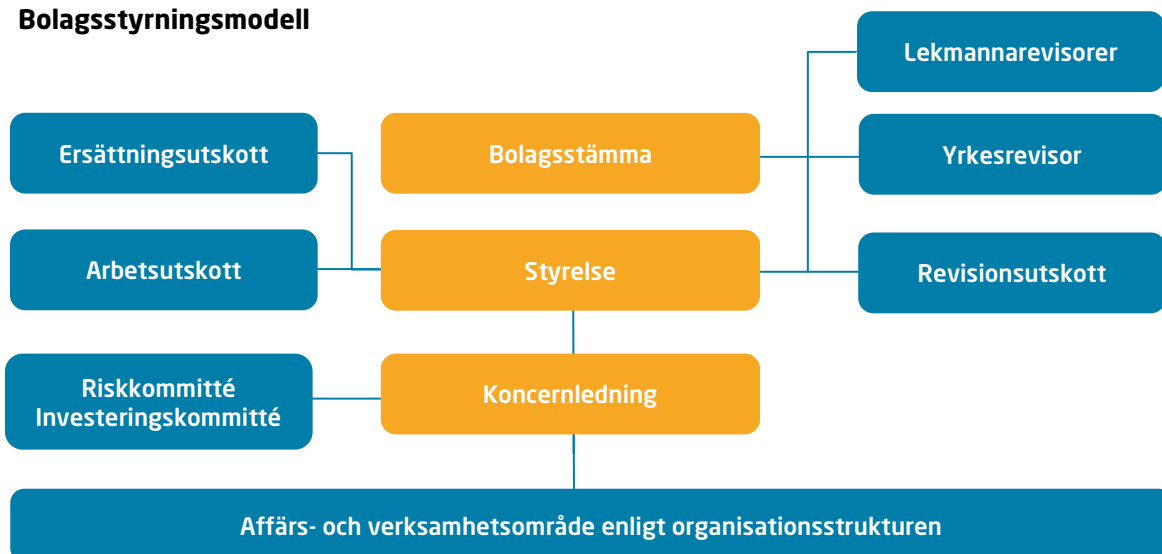 Bolagsstyrningsmodell
Lekmannarevisorer
Ersättningsutskott
Bolagsstämma
Yrkesrevisor
Arbetsutskott
Styrelse
Revisionsutskott
Riskkommitté
Investeringskommitté
Koncernledning
Affärs- och verksamhetsområde enligt organisationsstrukturen